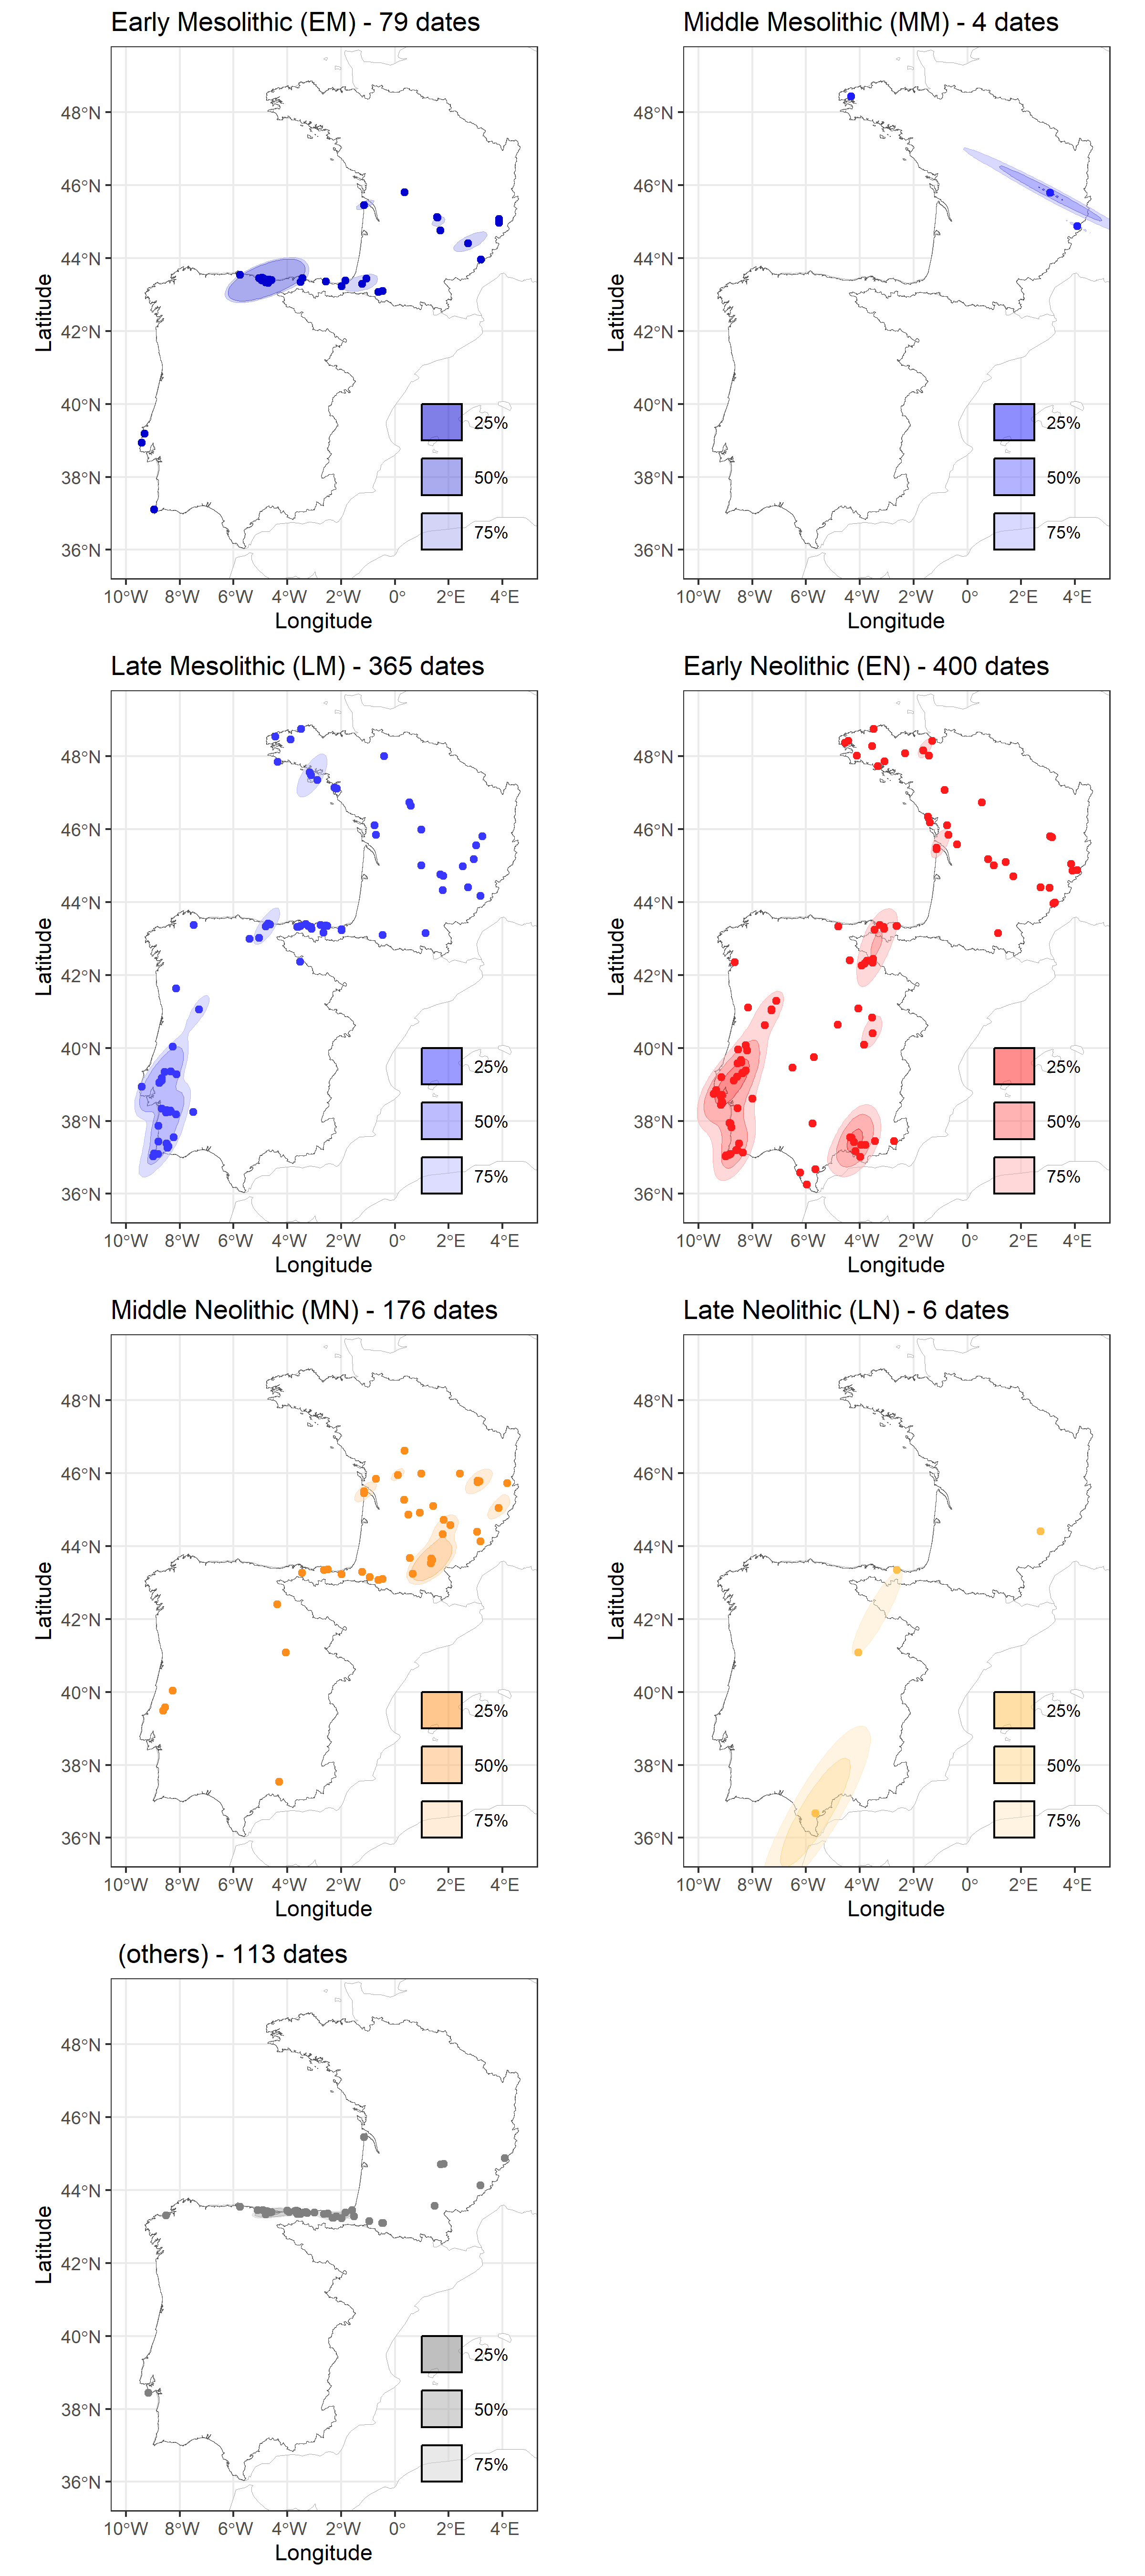 Early Mesolithic (EM) - 79 dates
Middle Mesolithic (MM) - 4 dates
48°N
46°N
44°N
42°N
40°N
38°N
36°N
Latitude
25%
50%
75%
10°W 8°W 6°W 4°W 2°W 0° 2°E 4°E
Longitude
48°N
46°N
44°N
42°N
40°N
38°N
36°N
Latitude
25%
50%
75%
10°W 8°W 6°W 4°W 2°W 0° 2°E 4°E
Longitude
Late Mesolithic (LM) - 365 dates
Early Neolithic (EN) - 400 dates
48°N
46°N
44°N
42°N
40°N
38°N
36°N
Latitude
25%
50%
75%
10°W 8°W 6°W 4°W 2°W 0° 2°E 4°E
Longitude
48°N
46°N
44°N
42°N
40°N
38°N
36°N
Latitude
25%
50%
75%
10°W 8°W 6°W 4°W 2°W 0° 2°E 4°E
Longitude
Middle Neolithic (MN) - 176 dates
Late Neolithic (LN) - 6 dates
48°N
46°N
44°N
42°N
40°N
38°N
36°N
Latitude
25%
50%
75%
10°W 8°W 6°W 4°W 2°W 0° 2°E 4°E
Longitude
48°N
46°N
44°N
42°N
40°N
38°N
36°N
Latitude
25%
50%
75%
10°W 8°W 6°W 4°W 2°W 0° 2°E 4°E
Longitude
(others) - 113 dates
48°N
46°N
44°N
42°N
40°N
38°N
36°N
Latitude
25%
50%
75%
10°W 8°W 6°W 4°W 2°W 0° 2°E 4°E
Longitude